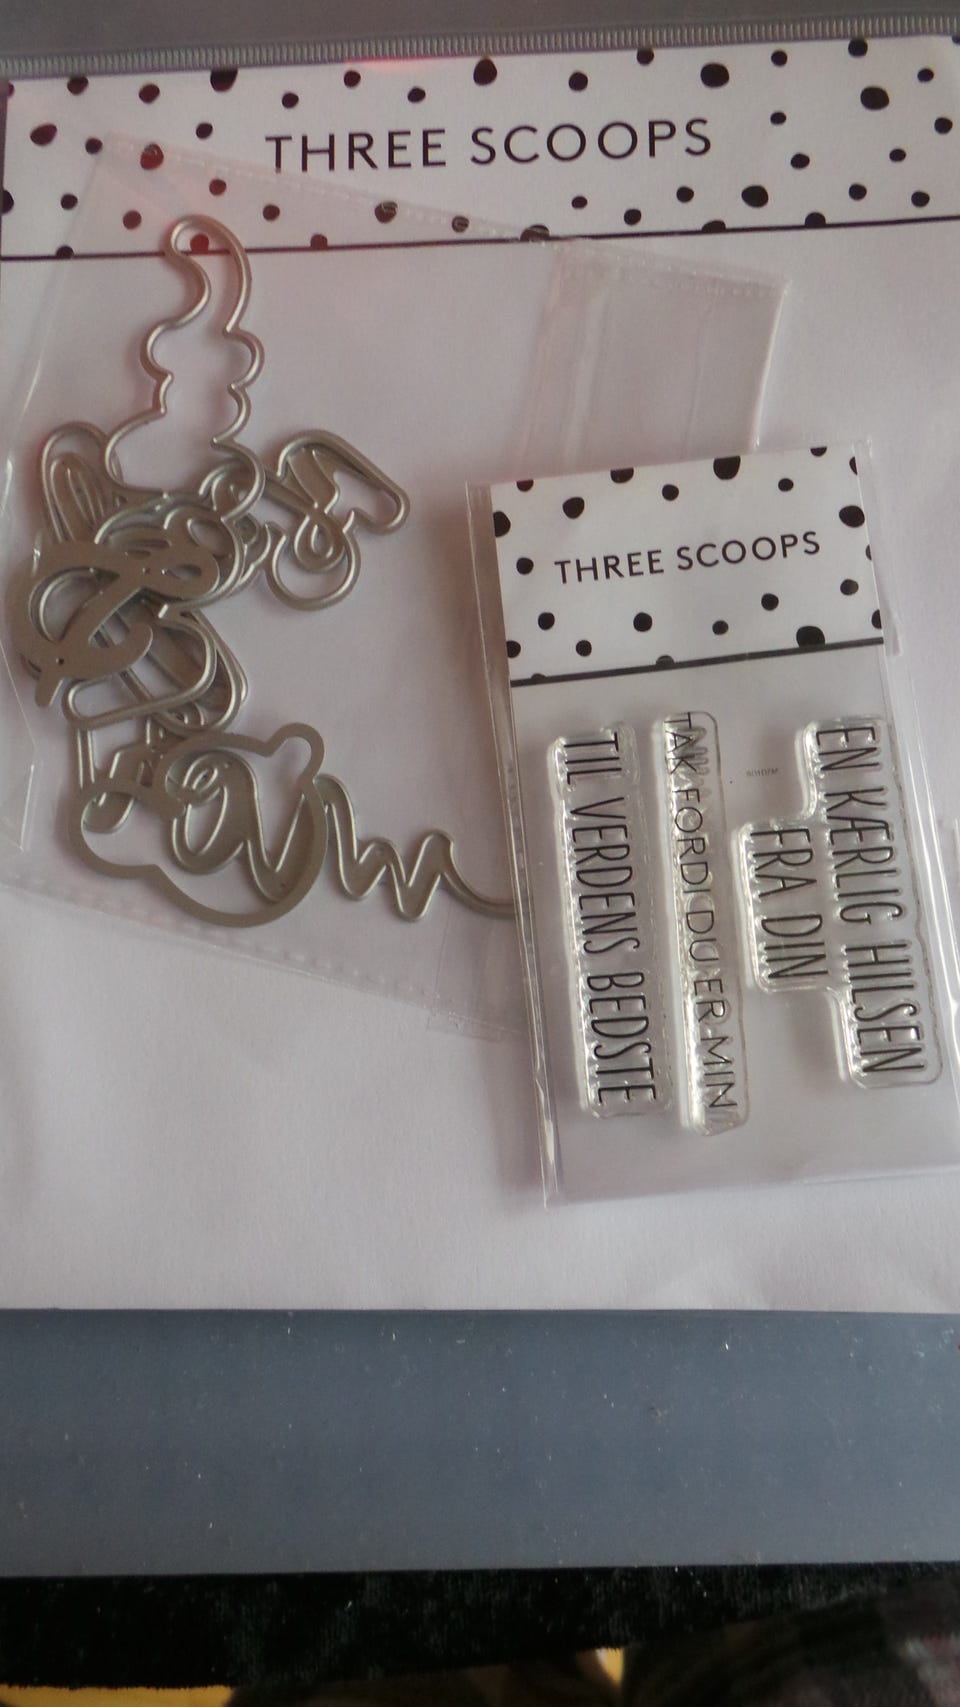 THREE SCOOPS
THREE SCOOPS
EN KÆRLIG HILSEN
FRA DIN
TAK FORDI DU ER MIN
TIL VERDENS BEDSTE